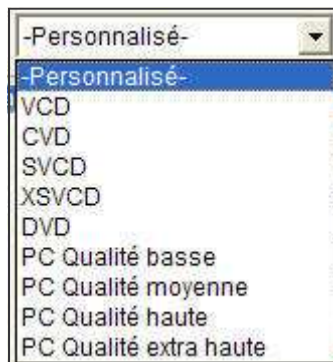 -Personnalisé-
-Personnalisé-
VCD
CVD
SVCD
XSVCD
DVD
PC Qualité basse
PC Qualité moyenne
PC Qualité haute
PC Qualité extra haute